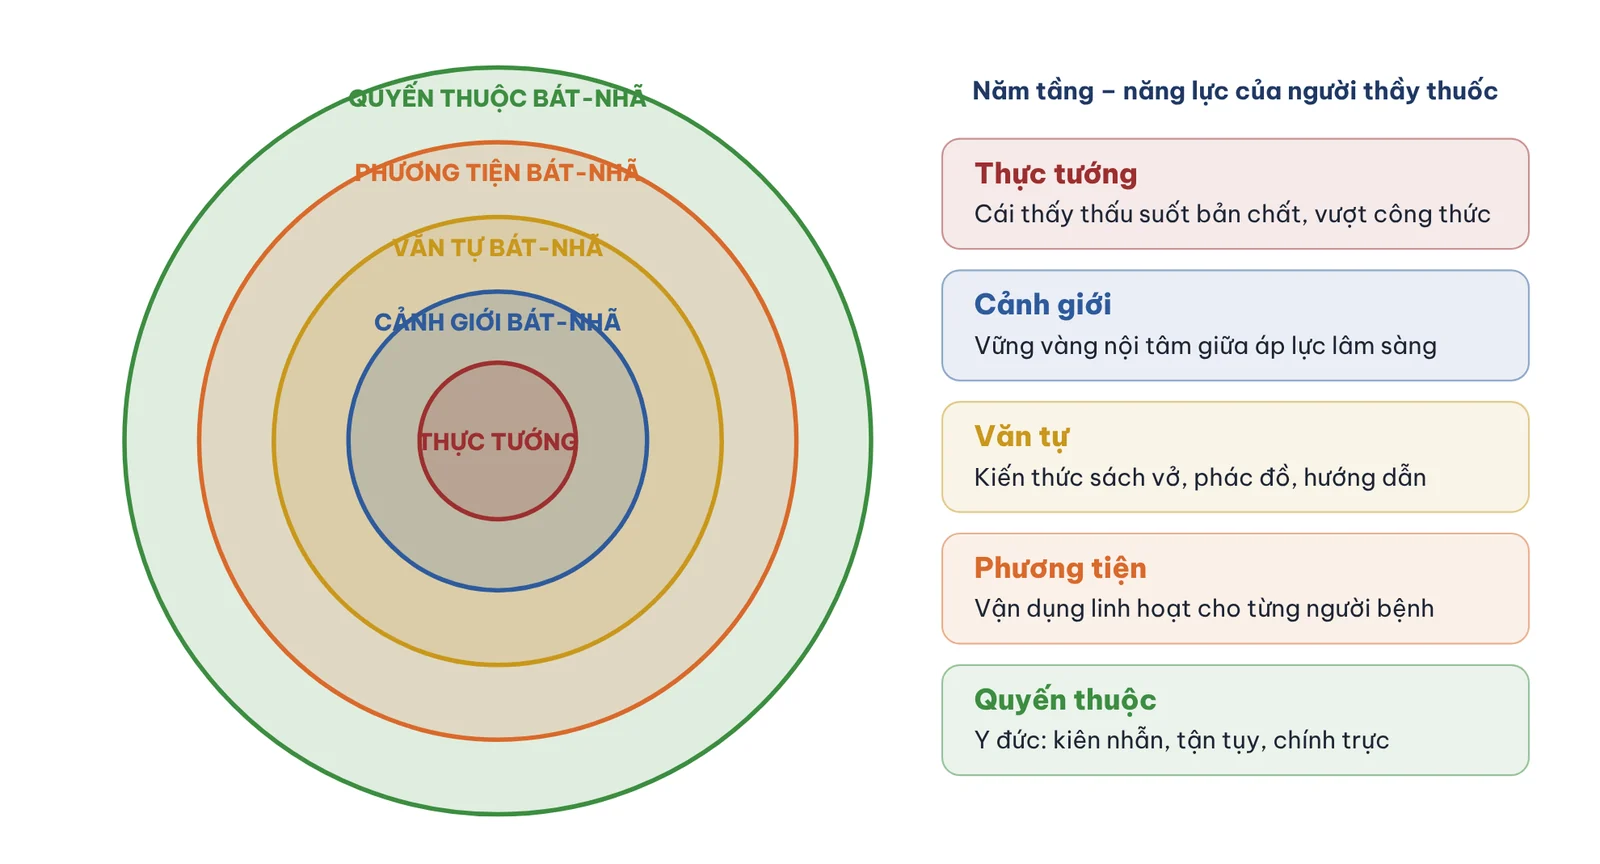 QUYẾN THUỘC BÁT-NHÃ
PHƯƠNG TIỆN BÁT-NHÃ
VĂN TỰ BÁT-NHÃ
CẢNH GIỚI BÁT-NHÃ
THỰC TƯỚNG
Năm tầng – năng lực của người thầy thuốc
Thực tướng
Cái thấy thấu suốt bản chất, vượt công thức
Cảnh giới
Vững vàng nội tâm giữa áp lực lâm sàng
Văn tự
Kiến thức sách vở, phác đồ, hướng dẫn
Phương tiện
Vận dụng linh hoạt cho từng người bệnh
Quyến thuộc
Y đức: kiên nhẫn, tận tụy, chính trực